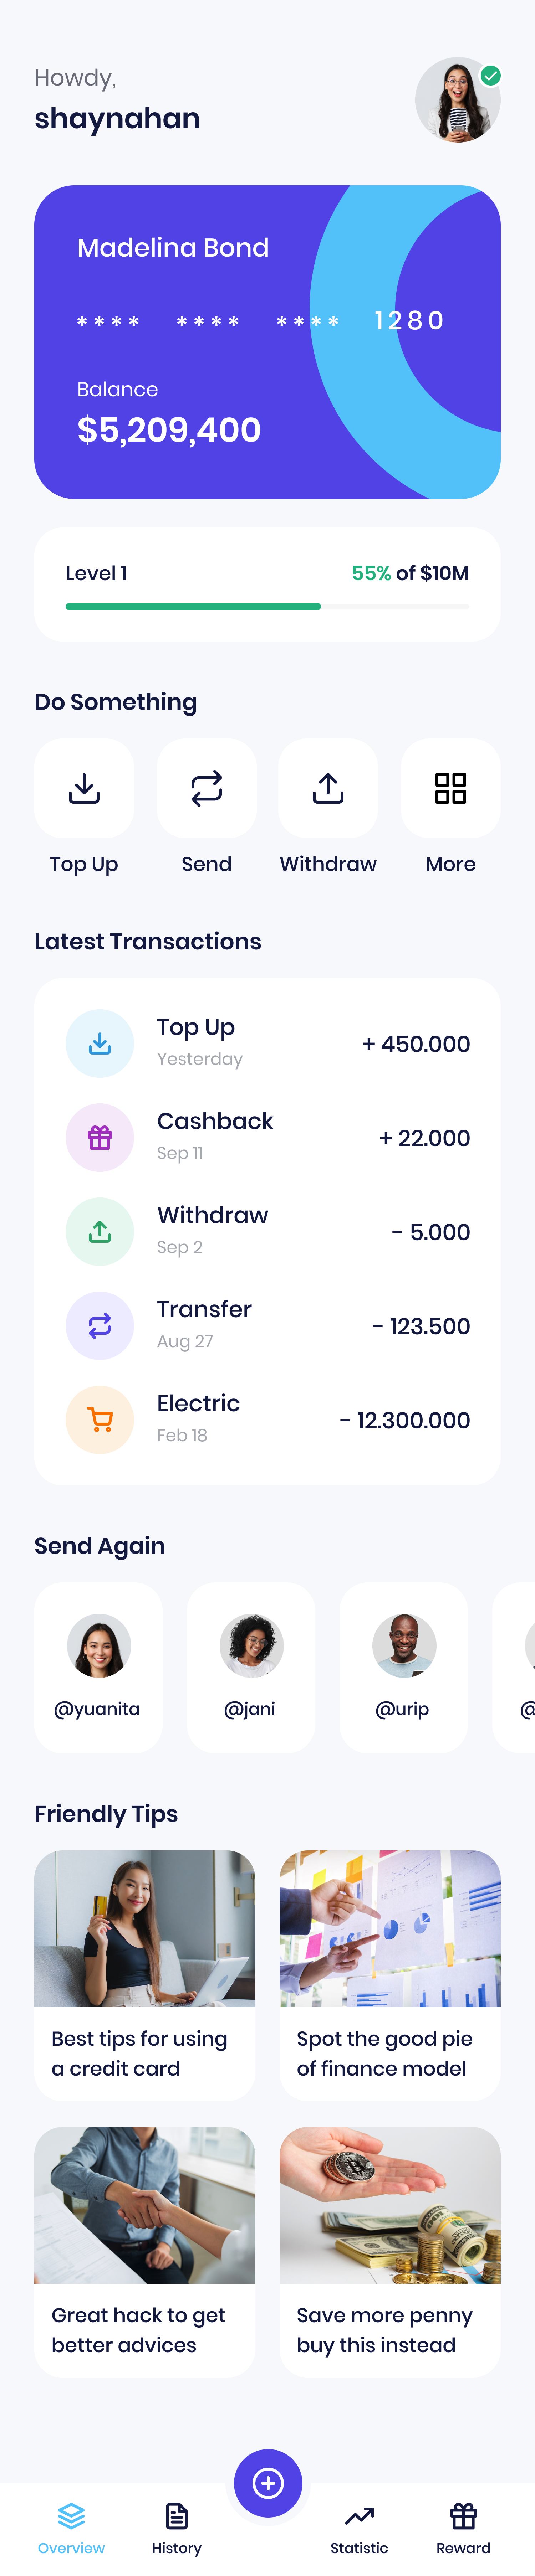 Howdy,
shaynahan
Madelina Bond
**** **** **** 1280
Balance
$5,209,400
Level 1
55% of $10M
Do Something
Top Up
Send
Withdraw
More
Latest Transactions
Top Up
+ 450.000
Yesterday
Cashback
+ 22.000
Sep 11
Withdraw
- 5.000
Sep 2
Transfer
- 123.500
Aug 27
Electric
- 12.300.000
Feb 18
Send Again
@yuanita
@jani
@urip
@
Friendly Tips
Best tips for using
a credit card
Spot the good pie
of finance model
Great hack to get
better advices
Save more penny
buy this instead
Overview
History
Statistic
Reward